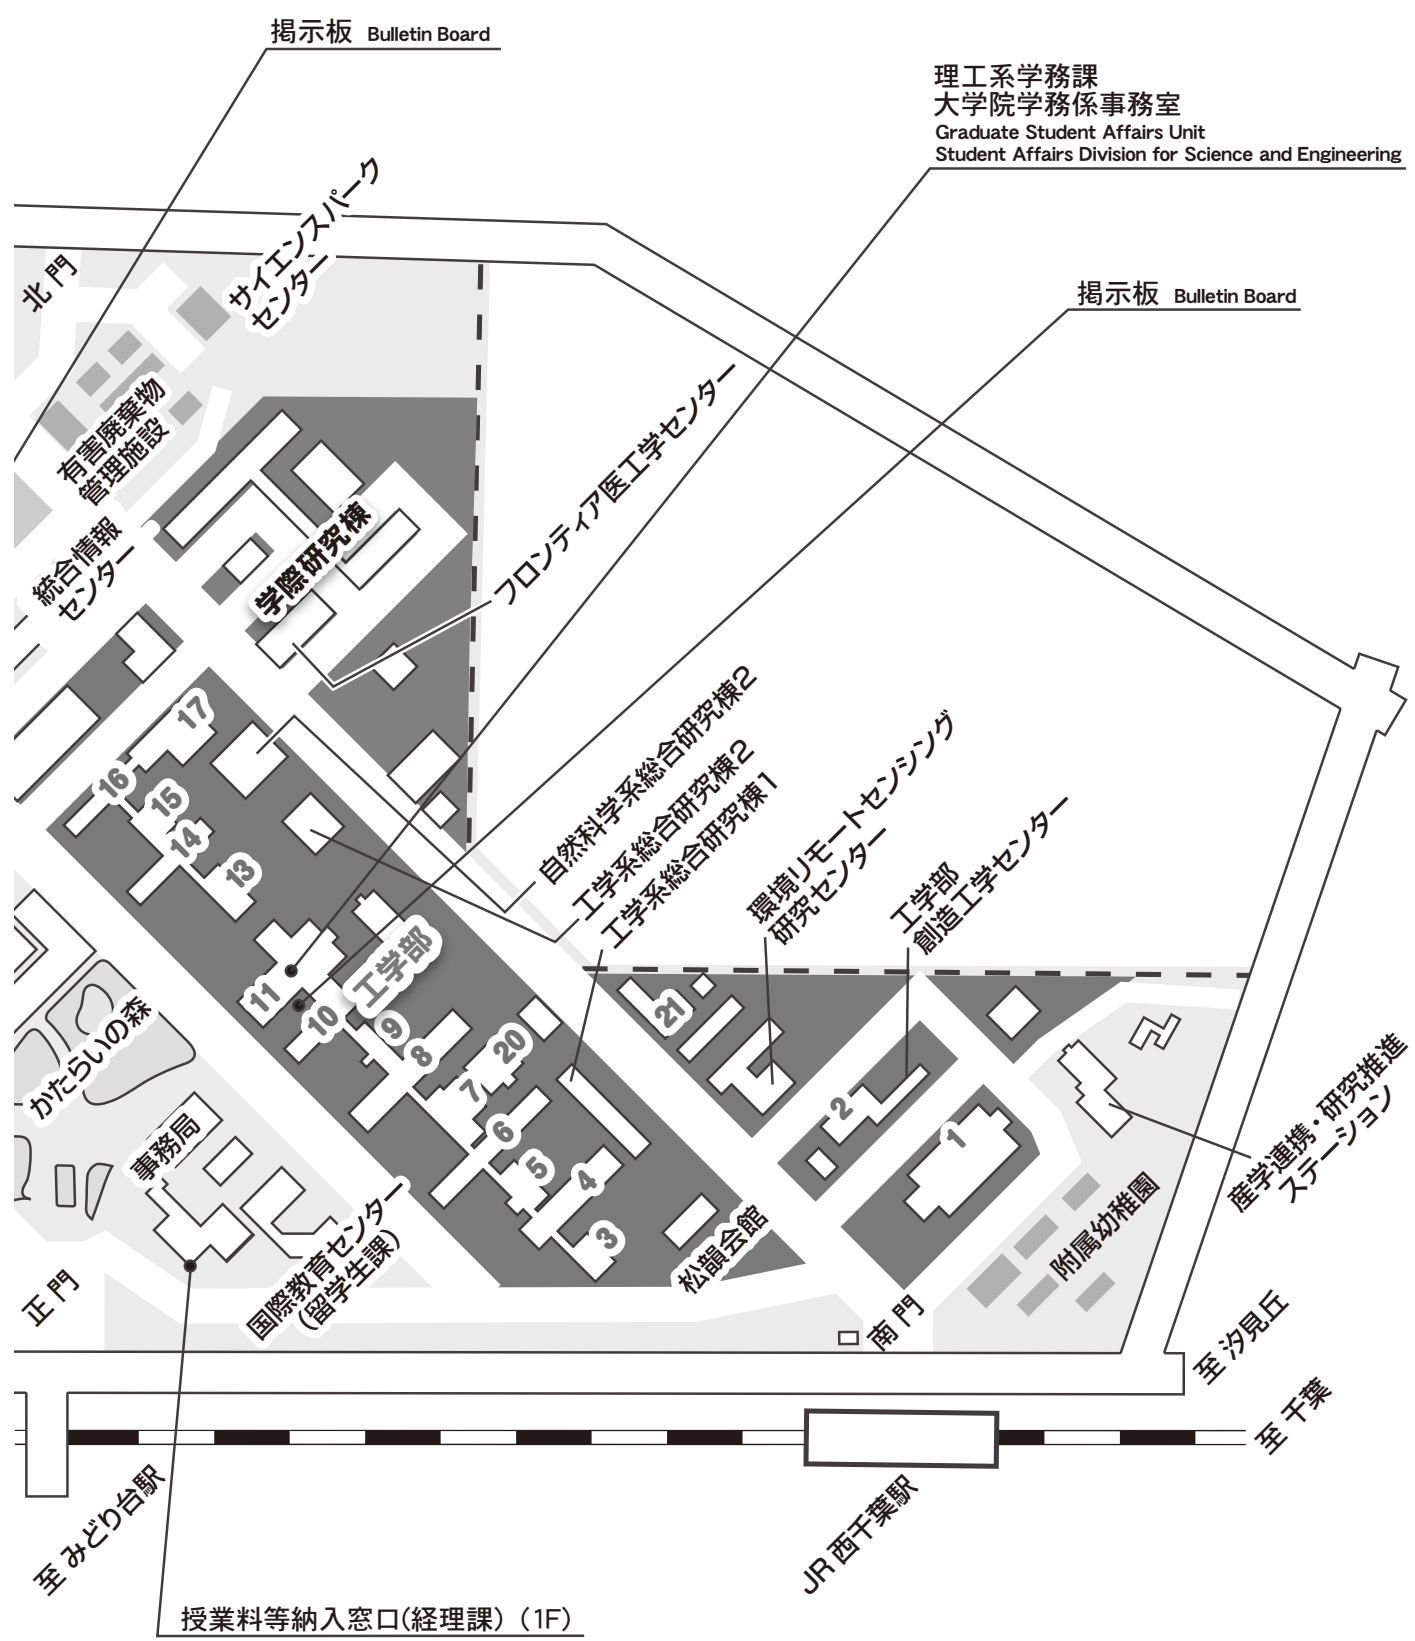 掲示板 Bulletin Board
理工系学務課
大学院学務係事務室
Graduate Student Affairs Unit
Student Affairs Division for Science and Engineering
サイエンスパーク
センター
北門
掲示板 Bulletin Board
有害廃棄物
管理施設
フロンティア医工学センター
学際研究棟
統合情報
センター
17
16
15
14
13
自然科学系総合研究棟2
工学系総合研究棟2
工学系総合研究棟1
環境リモートセンシング
研究センター
工学部
創造工学センター
工学部
11
10
9
8
20
7
6
5
4
3
21
2
1
かたらいの森
事務局
国際教育センター
(留学生課)
松韻会館
産学連携・研究推進
ステーション
附属幼稚園
正門
南門
至 汐見丘
至 千葉
至 みどり台駅
JR 西千葉駅
授業料等納入窓口(経理課) (1F)